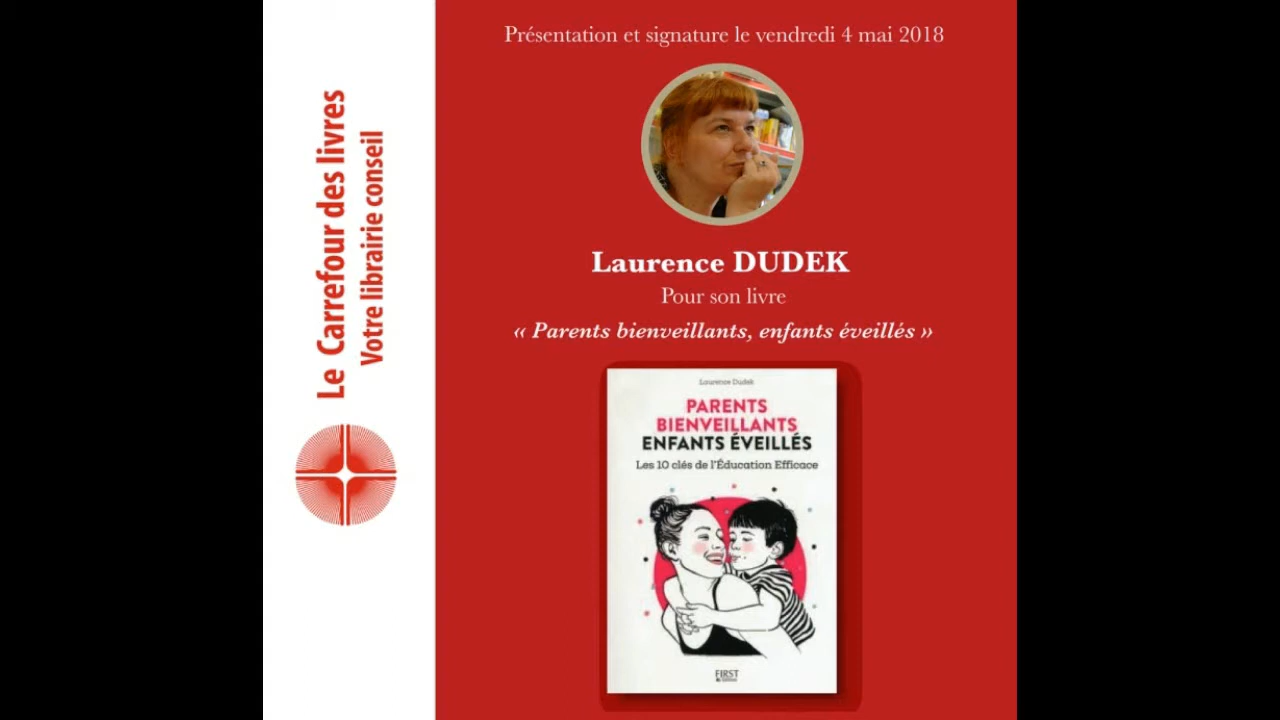 Le Carrefour des livres
Votre librairie conseil
Présentation et signature le vendredi 4 mai 2018
Laurence DUDEK
Pour son livre
« Parents bienveillants, enfants éveillés »
Laurence Dudek
PARENTS
BIENVEILLANTS
ENFANTS ÉVEILLÉS
Les 10 clés de l'Éducation Efficace
FIRST